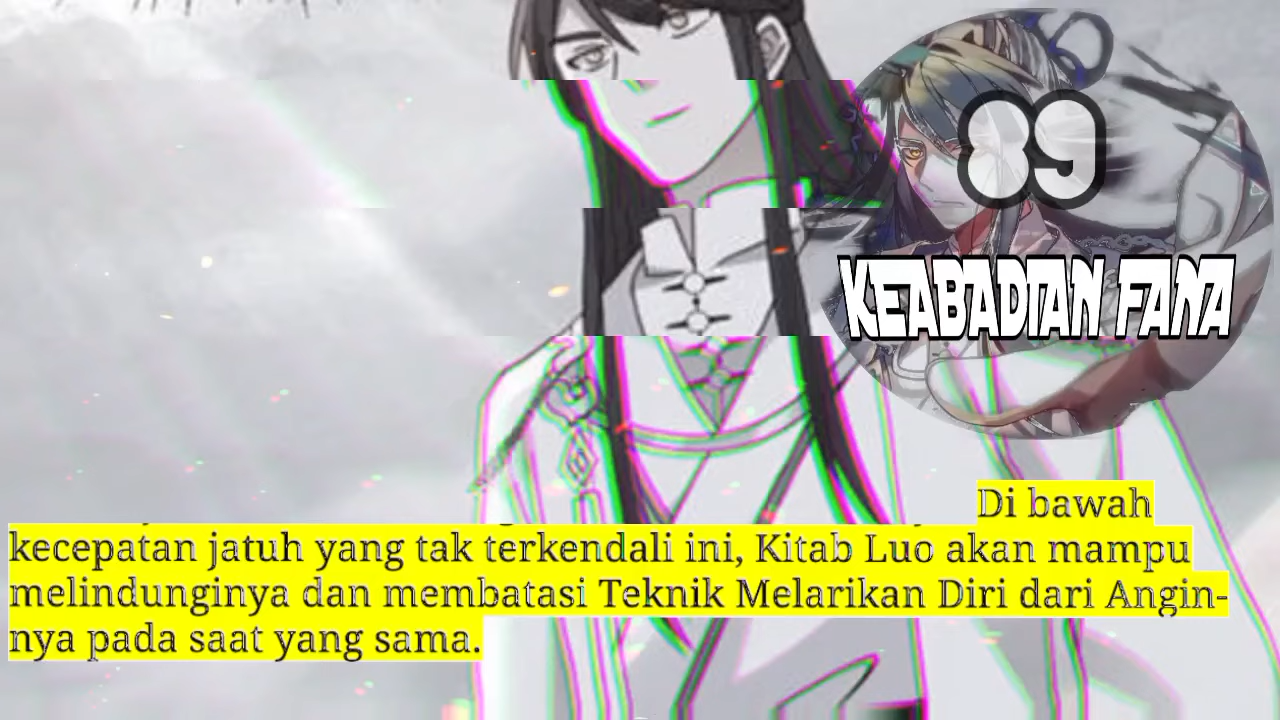 89
KEABADIAN FANA
Di bawah
kecepatan jatuh yang tak terkendali ini, Kitab Luo akan mampu
melindunginya dan membatasi Teknik Melarikan Diri dari Angin-
nya pada saat yang sama.